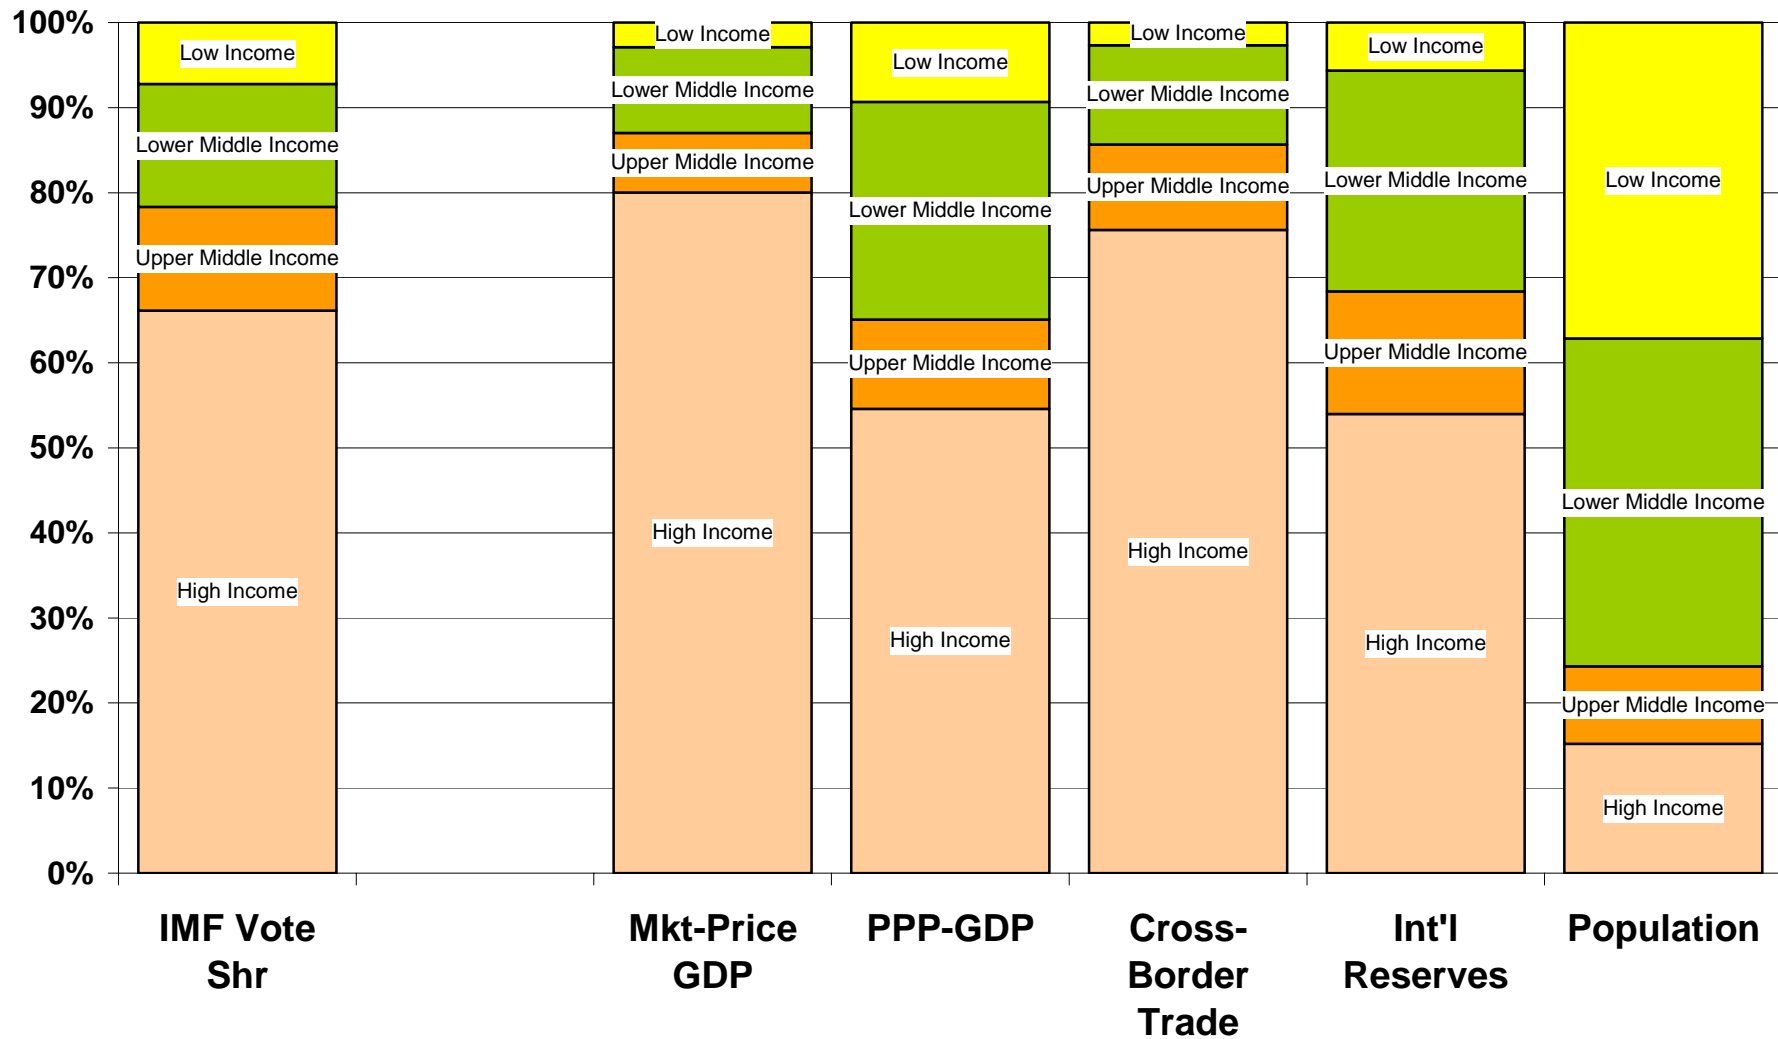 100%
90%
80%
70%
60%
50%
40%
30%
20%
10%
0%
Low Income
Lower Middle Income
Upper Middle Income
High Income
Low Income
Lower Middle Income
Upper Middle Income
High Income
Low Income
Lower Middle Income
Upper Middle Income
High Income
Low Income
Lower Middle Income
Upper Middle Income
High Income
Low Income
Lower Middle Income
Upper Middle Income
High Income
Low Income
Lower Middle Income
Upper Middle Income
High Income
IMF Vote
Shr
Mkt-Price
GDP
PPP-GDP
Cross-
Border
Trade
Int'l
Reserves
Population